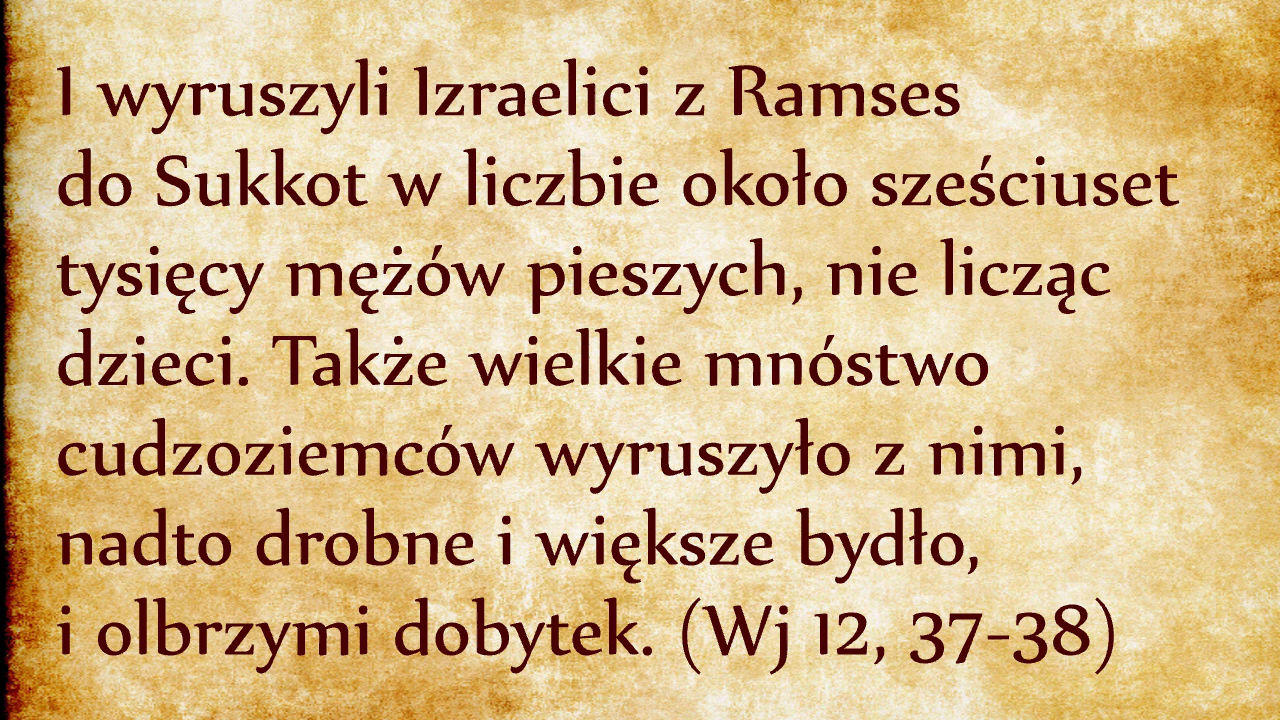 I wyruszyli Izraelici z Ramses
do Sukkot w liczbie około sześciuset
tysięcy mężów pieszych, nie licząc
dzieci. Także wielkie mnóstwo
cudzoziemców wyruszyło z nimi,
nadto drobne i większe bydło,
i olbrzymi dobytek. (Wj 12, 37-38)